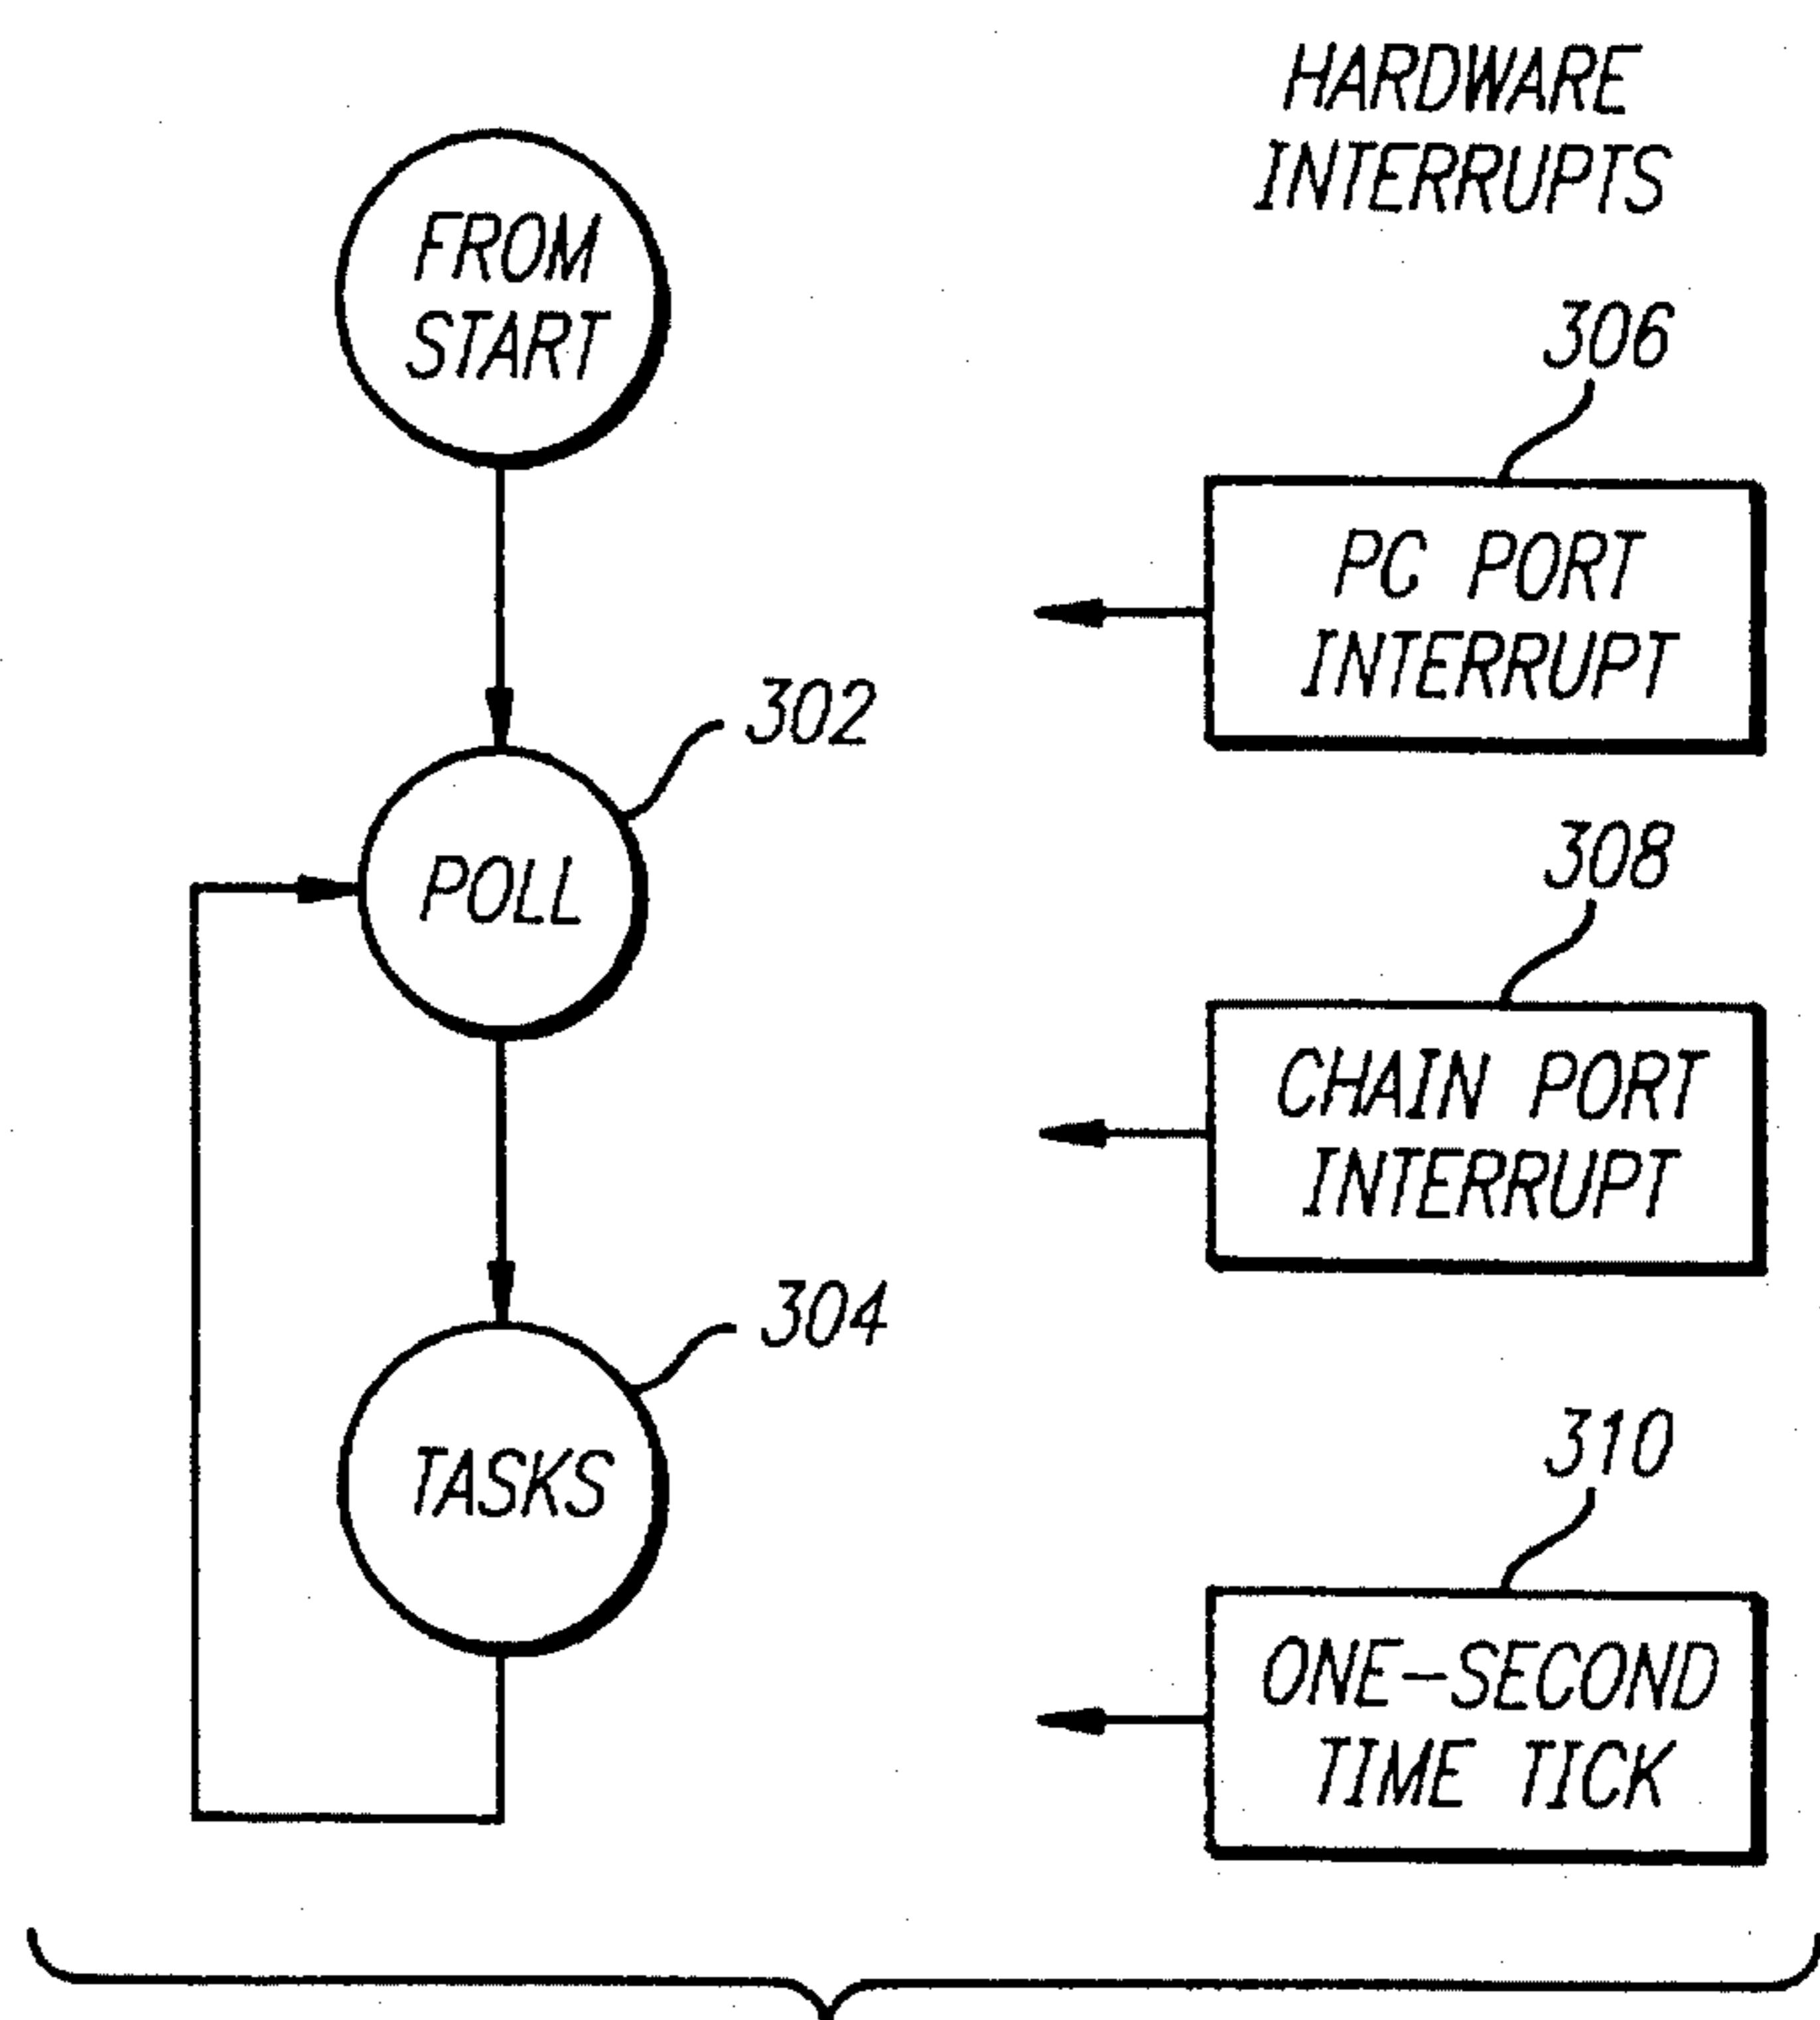 HARDWARE
INTERRUPTS
FROM
START
306
PC PORT
INTERRUPT
302
POLL
308
CHAIN PORT
INTERRUPT
304
TASKS
310
ONE-SECOND
TIME TICK